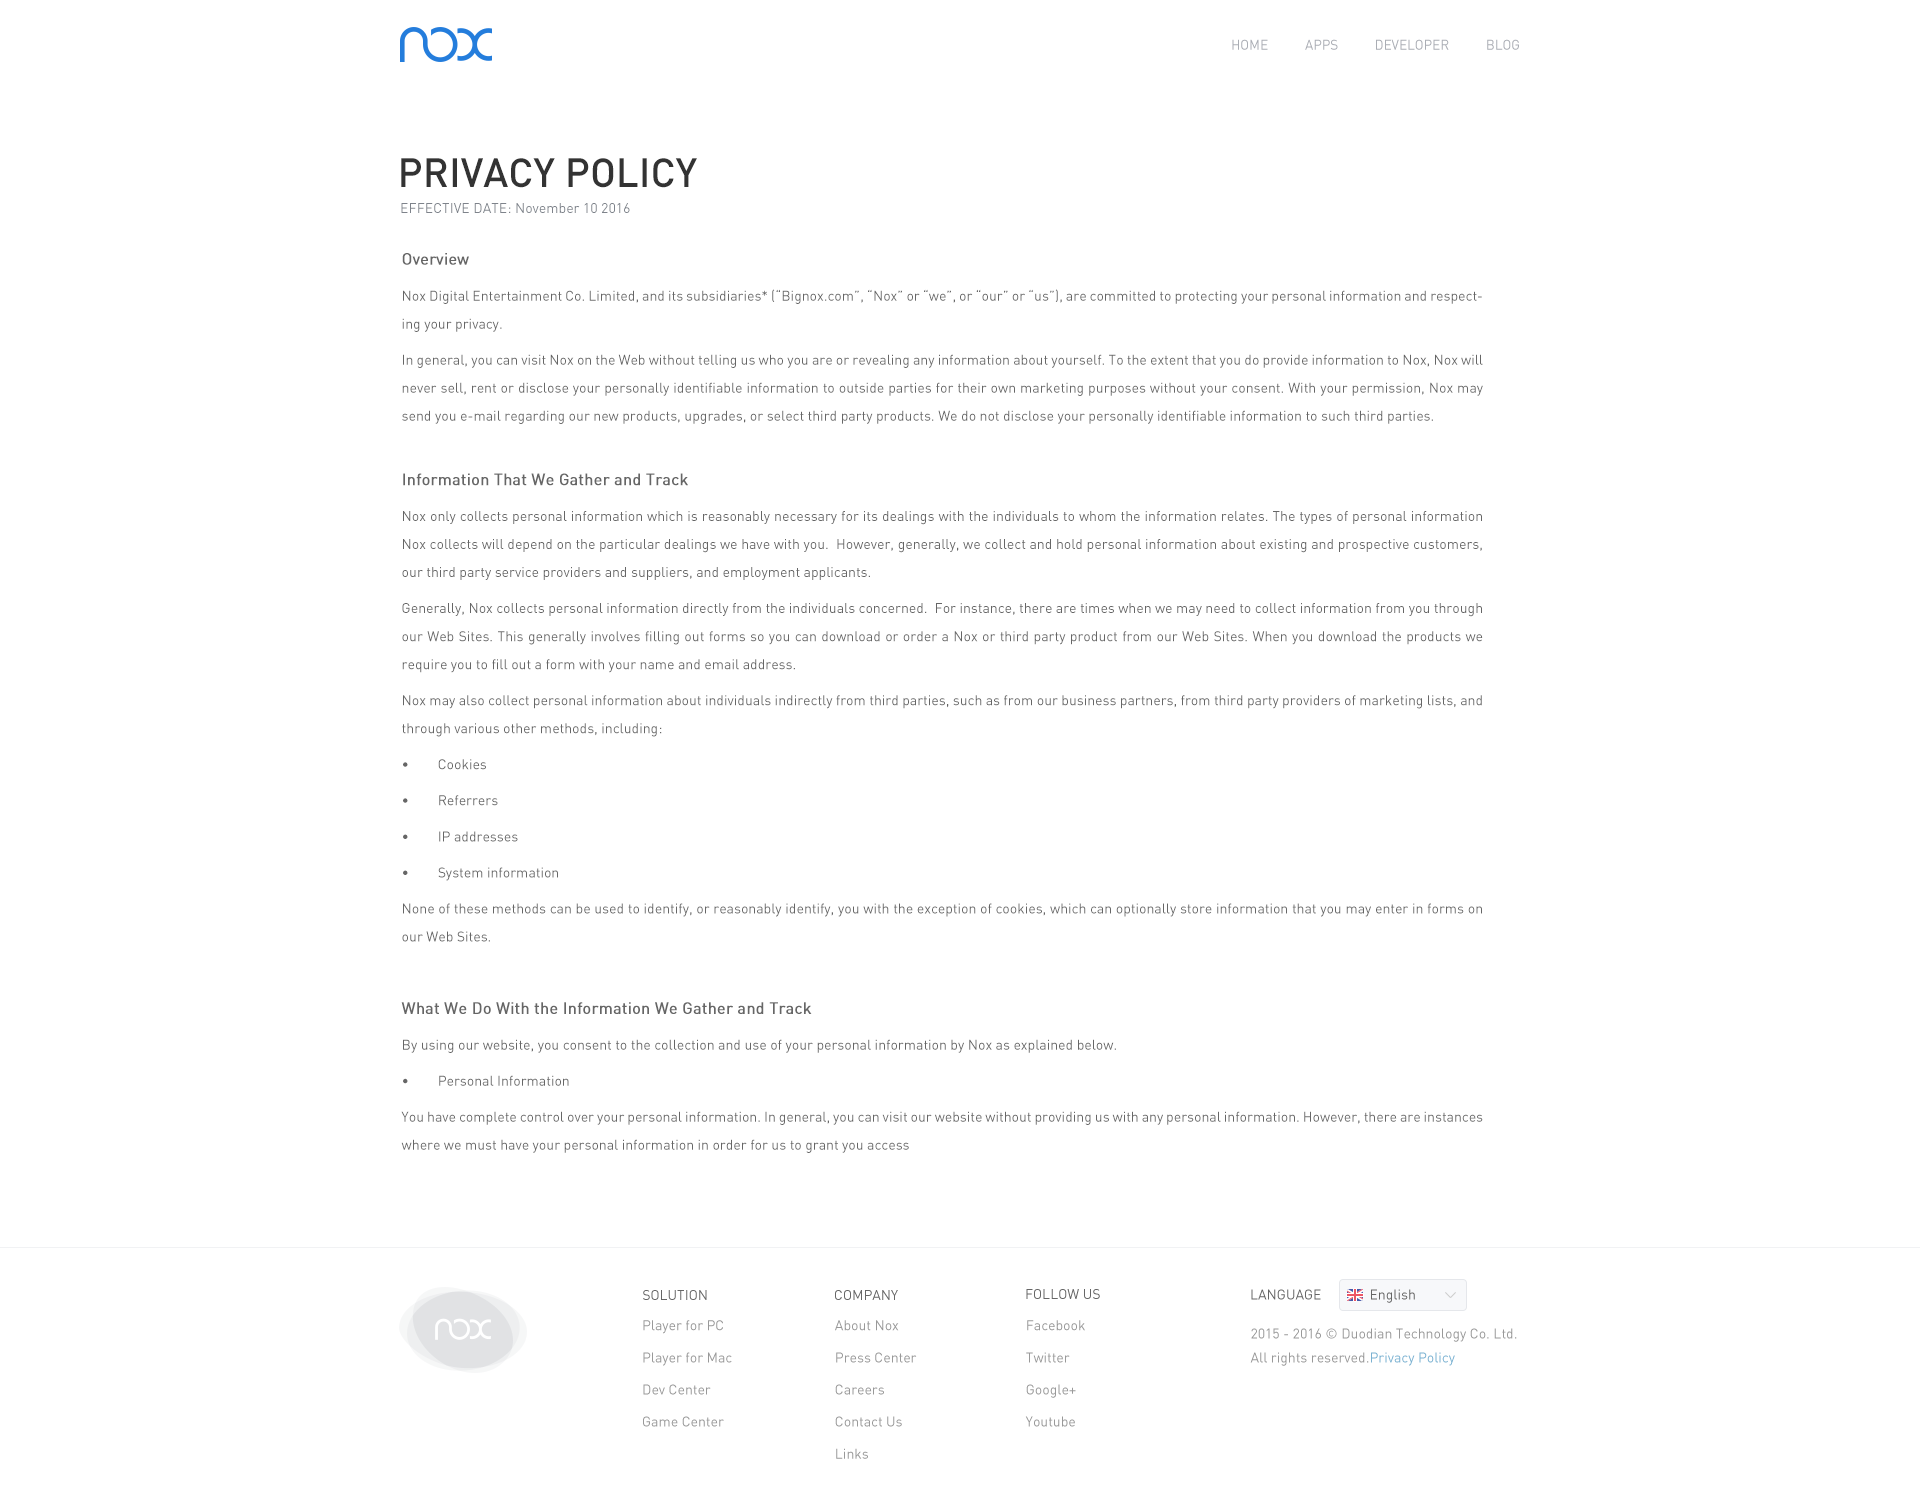 nox
HOME APPS DEVELOPER BLOG
PRIVACY POLICY
EFFECTIVE DATE: November 10 2016
Overview
Nox Digital Entertainment Co. Limited, and its subsidiaries* (“Bignox.com”, “Nox” or “we”, or “our” or “us”), are committed to protecting your personal information and respect-
ing your privacy.
In general, you can visit Nox on the Web without telling us who you are or revealing any information about yourself. To the extent that you do provide information to Nox, Nox will
never sell, rent or disclose your personally identifiable information to outside parties for their own marketing purposes without your consent. With your permission, Nox may
send you e-mail regarding our new products, upgrades, or select third party products. We do not disclose your personally identifiable information to such third parties.
Information That We Gather and Track
Nox only collects personal information which is reasonably necessary for its dealings with the individuals to whom the information relates. The types of personal information
Nox collects will depend on the particular dealings we have with you.  However, generally, we collect and hold personal information about existing and prospective customers,
our third party service providers and suppliers, and employment applicants.
Generally, Nox collects personal information directly from the individuals concerned.  For instance, there are times when we may need to collect information from you through
our Web Sites. This generally involves filling out forms so you can download or order a Nox or third party product from our Web Sites. When you download the products we
require you to fill out a form with your name and email address.
Nox may also collect personal information about individuals indirectly from third parties, such as from our business partners, from third party providers of marketing lists, and
through various other methods, including:
• Cookies
• Referrers
• IP addresses
• System information
None of these methods can be used to identify, or reasonably identify, you with the exception of cookies, which can optionally store information that you may enter in forms on
our Web Sites.
What We Do With the Information We Gather and Track
By using our website, you consent to the collection and use of your personal information by Nox as explained below.
• Personal Information
You have complete control over your personal information. In general, you can visit our website without providing us with any personal information. However, there are instances
where we must have your personal information in order for us to grant you access
nox
SOLUTION
Player for PC
Player for Mac
Dev Center
Game Center
COMPANY
About Nox
Press Center
Careers
Contact Us
Links
FOLLOW US
Facebook
Twitter
Google+
Youtube
LANGUAGE English
2015 - 2016 © Duodian Technology Co. Ltd.
All rights reserved.Privacy Policy